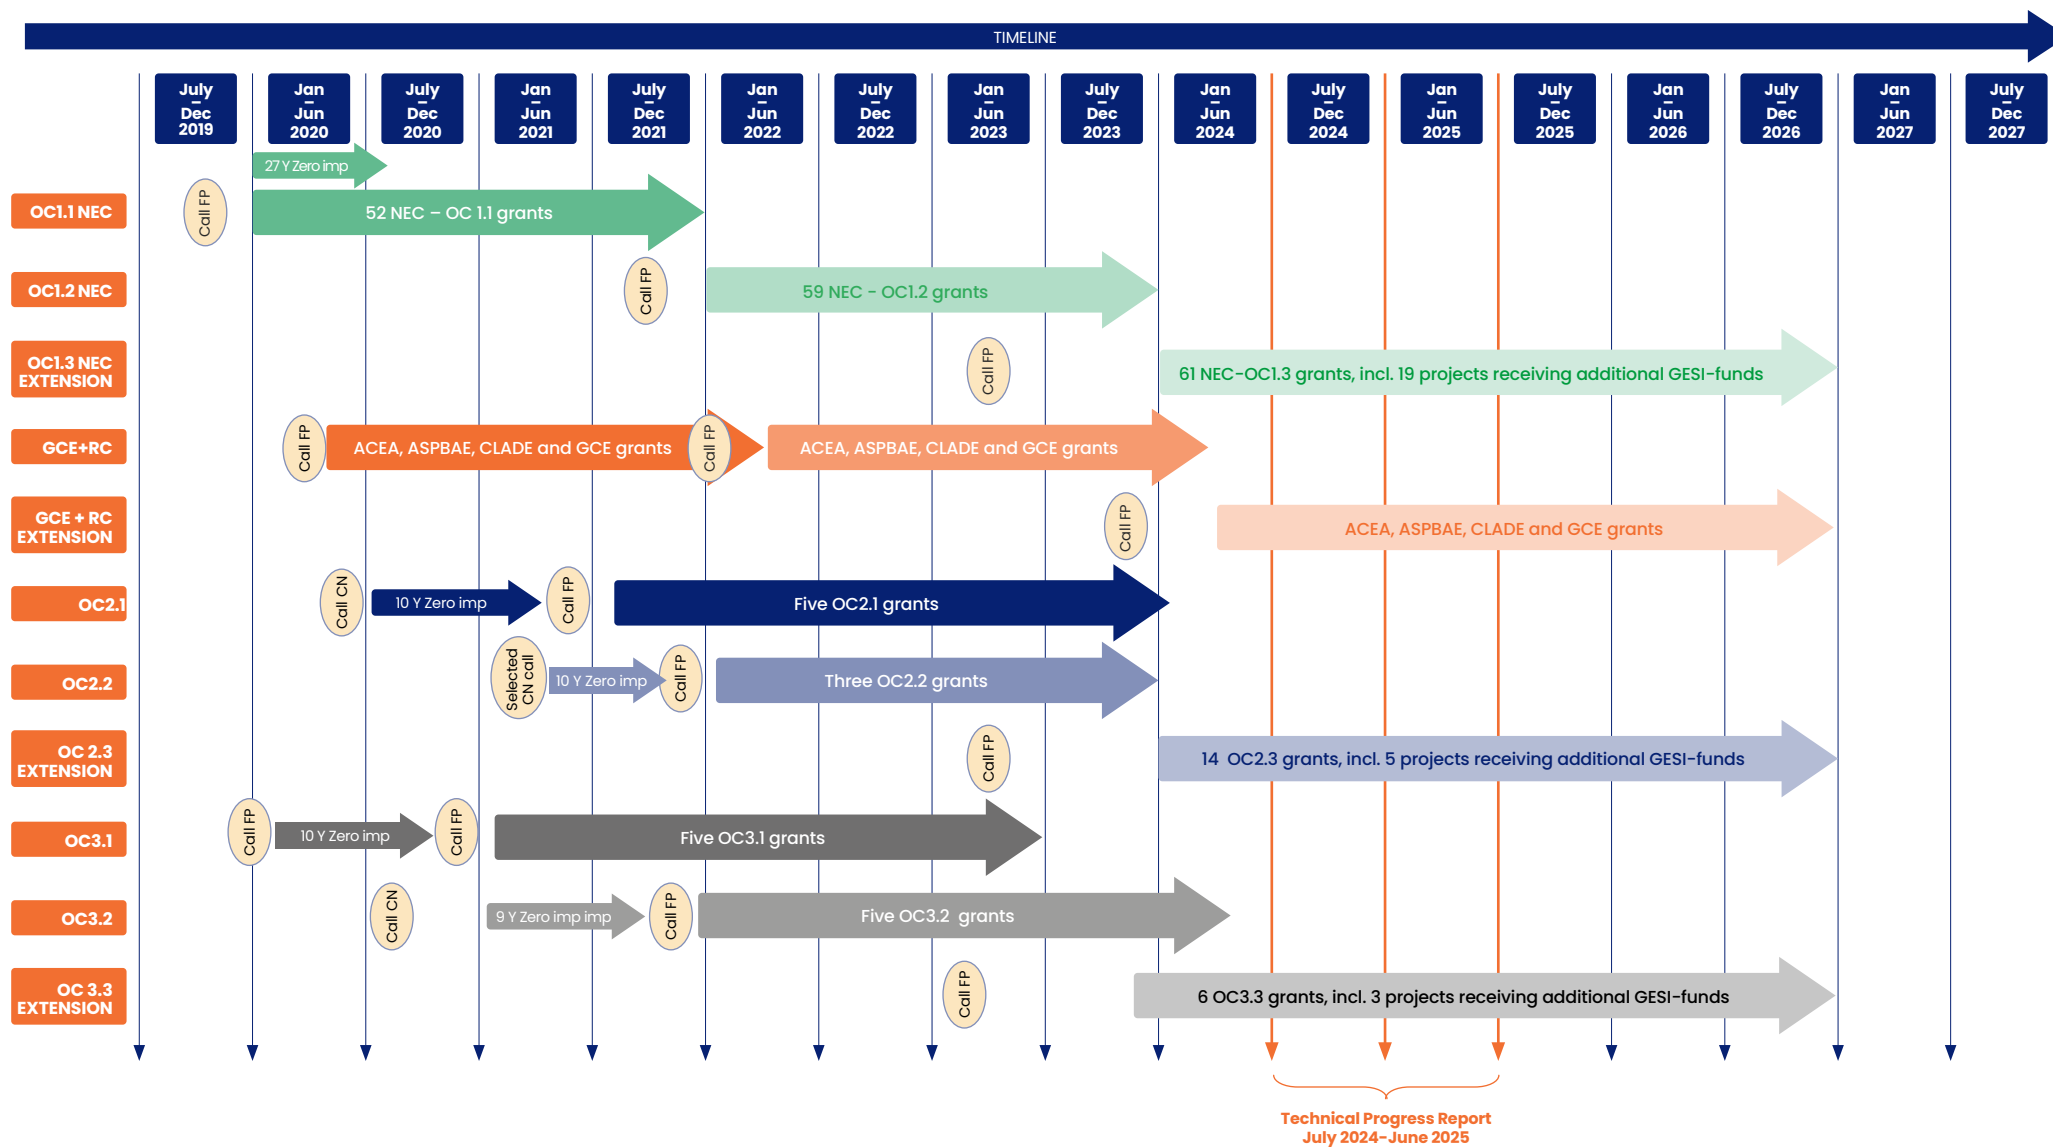 TIMELINE
July
–
Dec
2019
Jan
–
Jun
2020
July
–
Dec
2020
Jan
–
Jun
2021
July
–
Dec
2021
Jan
–
Jun
2022
July
–
Dec
2022
Jan
–
Jun
2023
July
–
Dec
2023
Jan
–
Jun
2024
July
–
Dec
2024
Jan
–
Jun
2025
July
–
Dec
2025
Jan
–
Jun
2026
July
–
Dec
2026
Jan
–
Jun
2027
July
–
Dec
2027
27 Y Zero imp
OC1.1 NEC
Call FP
52 NEC – OC 1.1 grants
OC1.2 NEC
Call FP
59 NEC - OC1.2 grants
OC1.3 NEC
EXTENSION
Call FP
61 NEC-OC1.3 grants, incl. 19 projects receiving additional GESI-funds
GCE+RC
Call FP
ACEA, ASPBAE, CLADE and GCE grants
Call FP
ACEA, ASPBAE, CLADE and GCE grants
GCE + RC
EXTENSION
Call FP
ACEA, ASPBAE, CLADE and GCE grants
OC2.1
Call CN
10 Y Zero imp
Call FP
Five OC2.1 grants
OC2.2
Selected
CN call
10 Y Zero imp
Call FP
Three OC2.2 grants
OC 2.3
EXTENSION
Call FP
14 OC2.3 grants, incl. 5 projects receiving additional GESI-funds
OC3.1
Call FP
10 Y Zero imp
Call FP
Five OC3.1 grants
OC3.2
Call CN
9 Y Zero imp imp
Call FP
Five OC3.2 grants
OC 3.3
EXTENSION
Call FP
6 OC3.3 grants, incl. 3 projects receiving additional GESI-funds
Technical Progress Report
July 2024-June 2025